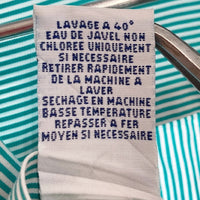 LAVAGE A 40°
EAU DE JAVEL NON
CHLOREE UNIQUEMENT
SI NECESSAIRE
RETIRER RAPIDEMENT
DE LA MACHINE A
LAVER
SECHAGE EN MACHINE
BASSE TEMPERATURE
REPASSER A FER
MOYEN SI NECESSAIRE